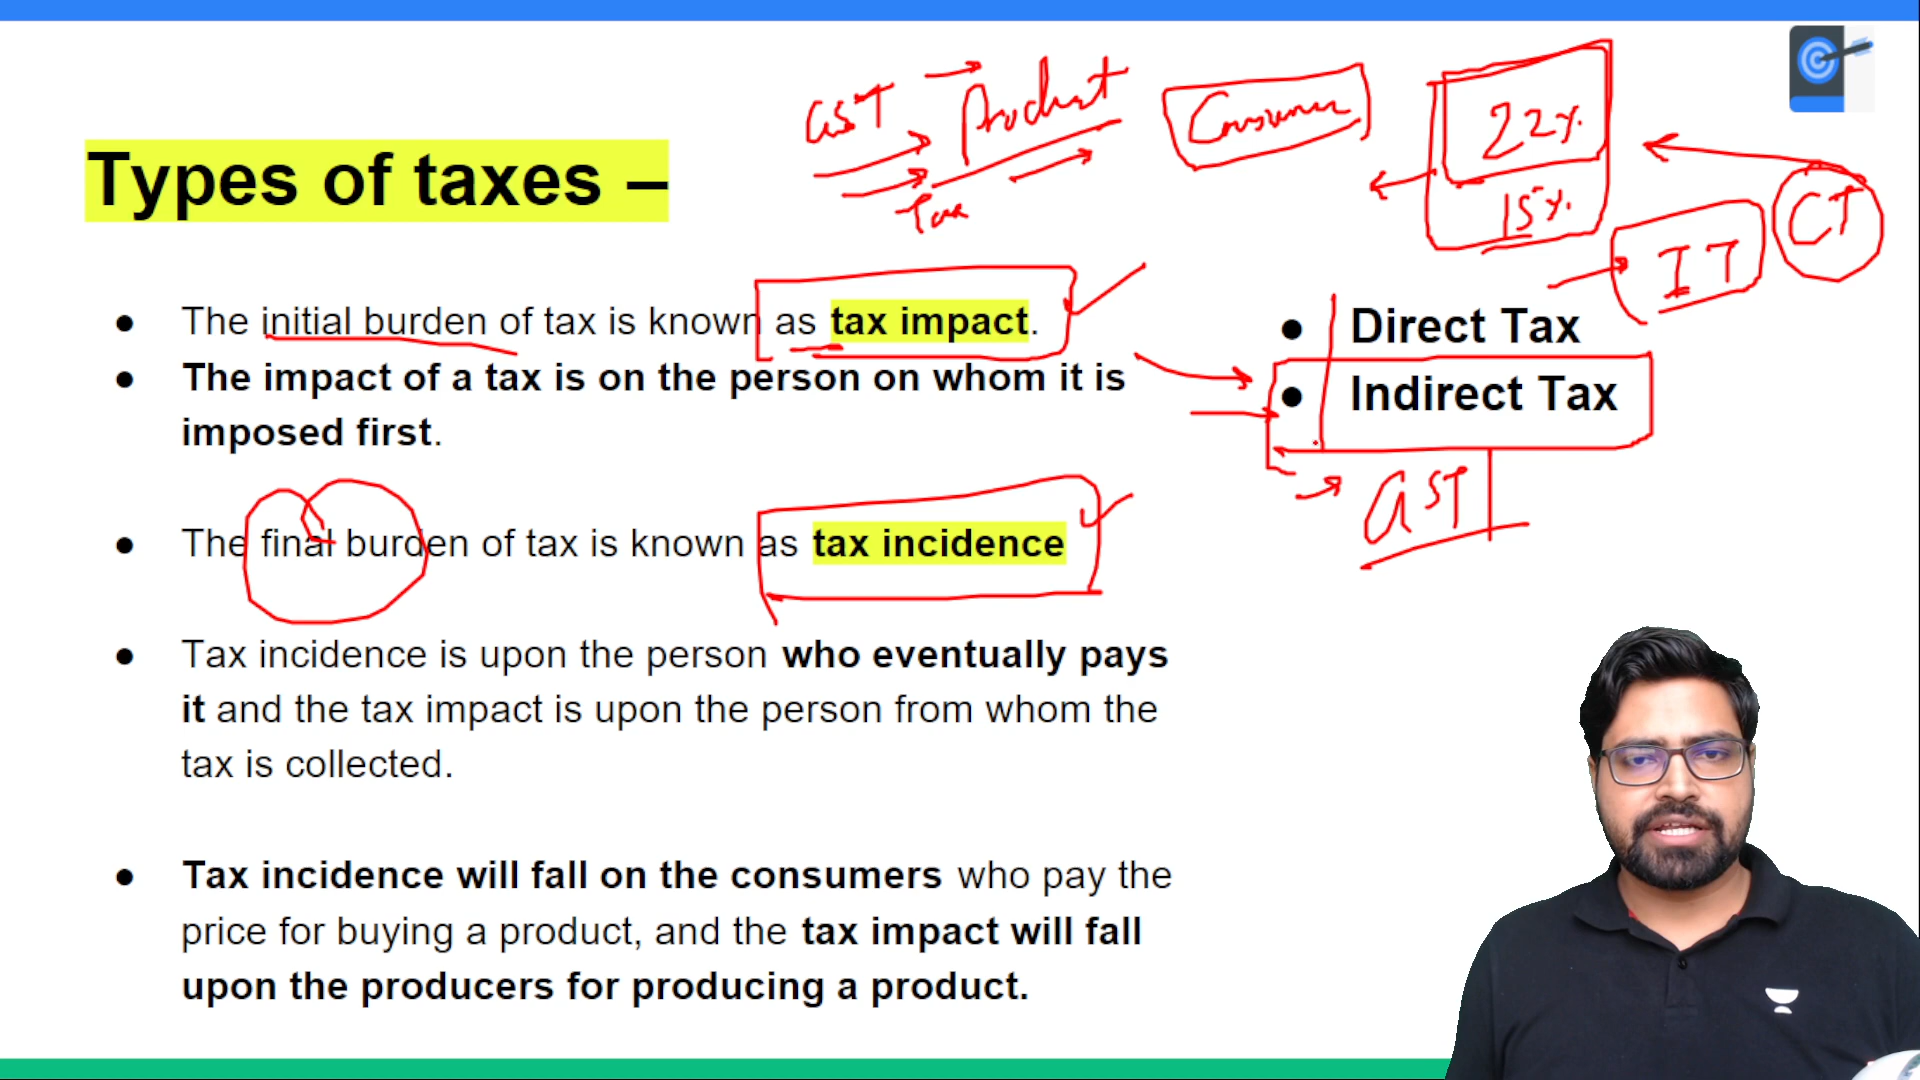 GST → Product
Consumer
22%.
Tax
15%.
CT
IT
Types of taxes –
● The initial burden of tax is known as tax impact.
● The impact of a tax is on the person on whom it is
imposed first.
● The final burden of tax is known as tax incidence
● Tax incidence is upon the person who eventually pays
it and the tax impact is upon the person from whom the
tax is collected.
● Tax incidence will fall on the consumers who pay the
price for buying a product, and the tax impact will fall
upon the producers for producing a product.
● Direct Tax
● Indirect Tax
→ GST